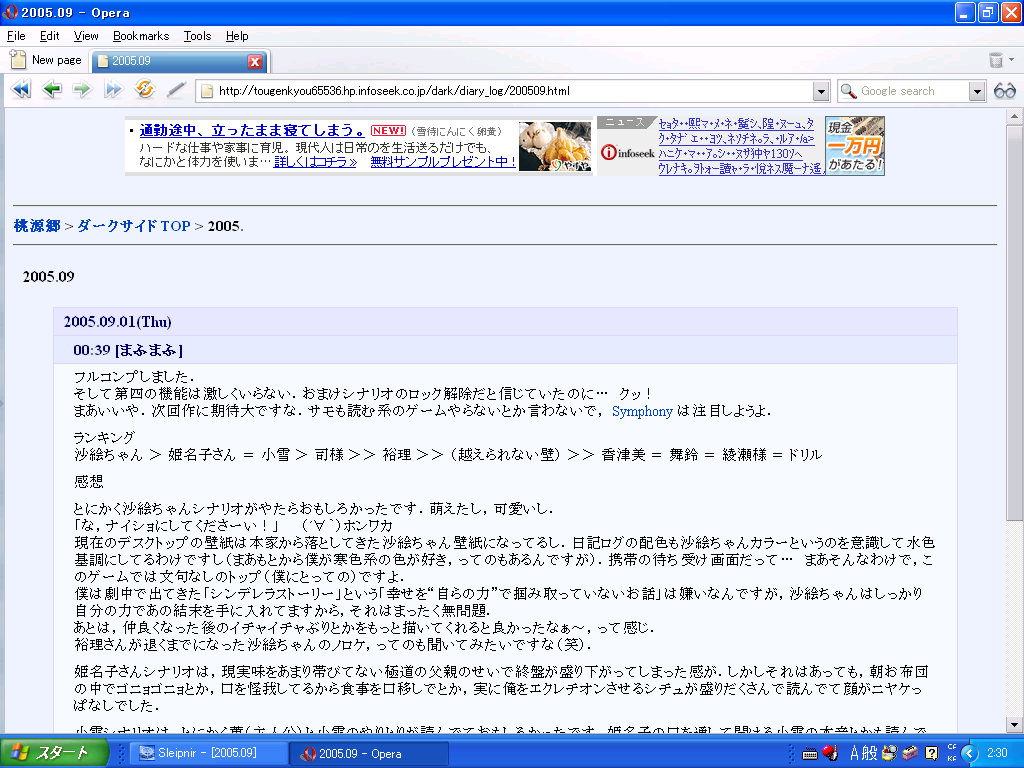 2005.09 - Opera
File Edit View Bookmarks Tools Help
New page 2005.09
http://tougenkyou65536.hp.infoseek.co.jp/dark/diary_log/200509.html Google search
・通勤途中、立ったまま寝てしまう。 NEW! （雪待にんにく卵黄）
ハードな仕事や家事に育児。現代人は日常のを生活送るだけでも、
なにかと体力を使いま…詳しくはコチラ» 無料サンプルプレゼント中！
やずや
ニュース
infoseek
現金
一万円
があたる！
桃源郷 > ダークサイドTOP > 2005.
2005.09
2005.09.01(Thu)
00:39 [まふまふ]
フルコンプしました．
そして第四の機能は激しくいらない．おまけシナリオのロック解除だと信じていたのに… クッ！
まあいいや．次回作に期待大ですな．サモも読む系のゲームやらないとか言わないで， Symphony は注目しようよ．
ランキング
沙絵ちゃん ＞ 姫名子さん ＝ 小雪 ＞ 司様 ＞＞ 裕理 ＞＞ （越えられない壁） ＞＞ 香津美 ＝ 舞鈴 ＝ 綾瀬様 ＝ドリル
感想
とにかく沙絵ちゃんシナリオがやたらおもしろかったです．萌えたし，可愛いし．
「な，ナイショにしてくださーい！」 （´∀｀）ホンワカ
現在のデスクトップの壁紙は本家から落としてきた沙絵ちゃん壁紙になってるし．日記ログの配色も沙絵ちゃんカラーというのを意識して水色
基調にしてるわけですし（まあもとから僕が寒色系の色が好き，ってのもあるんですが）．携帯の待ち受け画面だって… まあそんなわけで，こ
のゲームでは文句なしのトップ（僕にとっての）ですよ．
僕は劇中で出てきた「シンデレラストーリー」という「幸せを“自らの力”で掴み取っていないお話」は嫌いなんですが，沙絵ちゃんはしっかり
自分の力であの結末を手に入れてますから，それはまったく無問題．
あとは，仲良くなった後のイチャイチャぶりとかをもっと描いてくれると良かったなぁ～，って感じ．
裕理さんが退くまでになった沙絵ちゃんのノロケ，ってのも聞いてみたいですな（笑）．
姫名子さんシナリオは，現実味をあまり帯びてない極道の父親のせいで終盤が盛り下がってしまった感が．しかしそれはあっても，朝お布団
の中でゴニョゴニョとか，口を怪我してるから食事を口移しでとか，実に俺をエクレチオンさせるシチュが盛りだくさんで読んでて顔がニヤケっ
ぱなしでした．
スタート Sleipnir - [2005.09] 2005.09 - Opera A 般 2:30